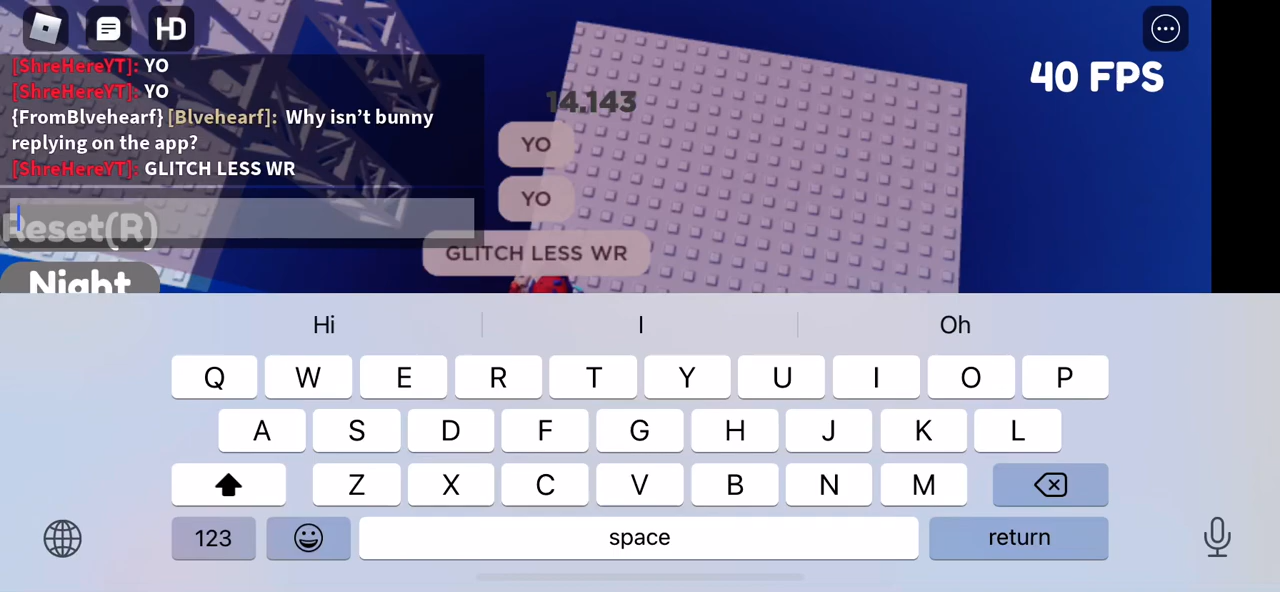 HD
[ShreHereYT]: YO
[ShreHereYT]: YO
{FromBlvehearf} [Blvehearf]: Why isn't bunny
replying on the app?
[ShreHereYT]: GLITCH LESS WR
40 FPS
14.143
YO
YO
GLITCH LESS WR
Reset(R)
Night
Hi I Oh
Q W E R T Y U I O P
A S D F G H J K L
Z X C V B N M
123 space return